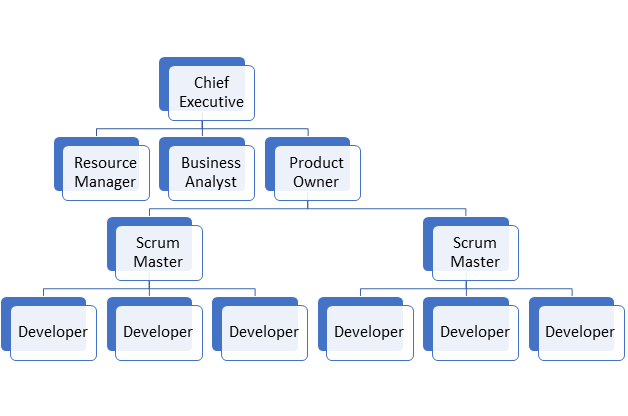 Chief
Executive
Resource
Manager
Business
Analyst
Product
Owner
Scrum
Master
Scrum
Master
Developer
Developer
Developer
Developer
Developer
Developer